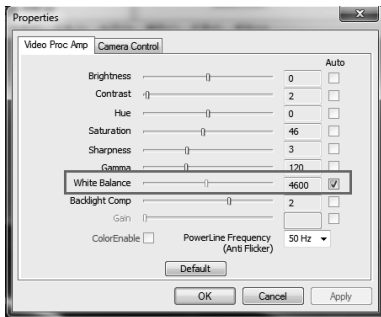 Properties
X
Video Proc Amp Camera Control
Auto
Brightness 0
Contrast 2
Hue 0
Saturation 46
Sharpness 3
Gamma 120
White Balance 4600
Backlight Comp 2
Gain
ColorEnable PowerLine Frequency 50 Hz
(Anti Flicker)
Default
OK Cancel Apply